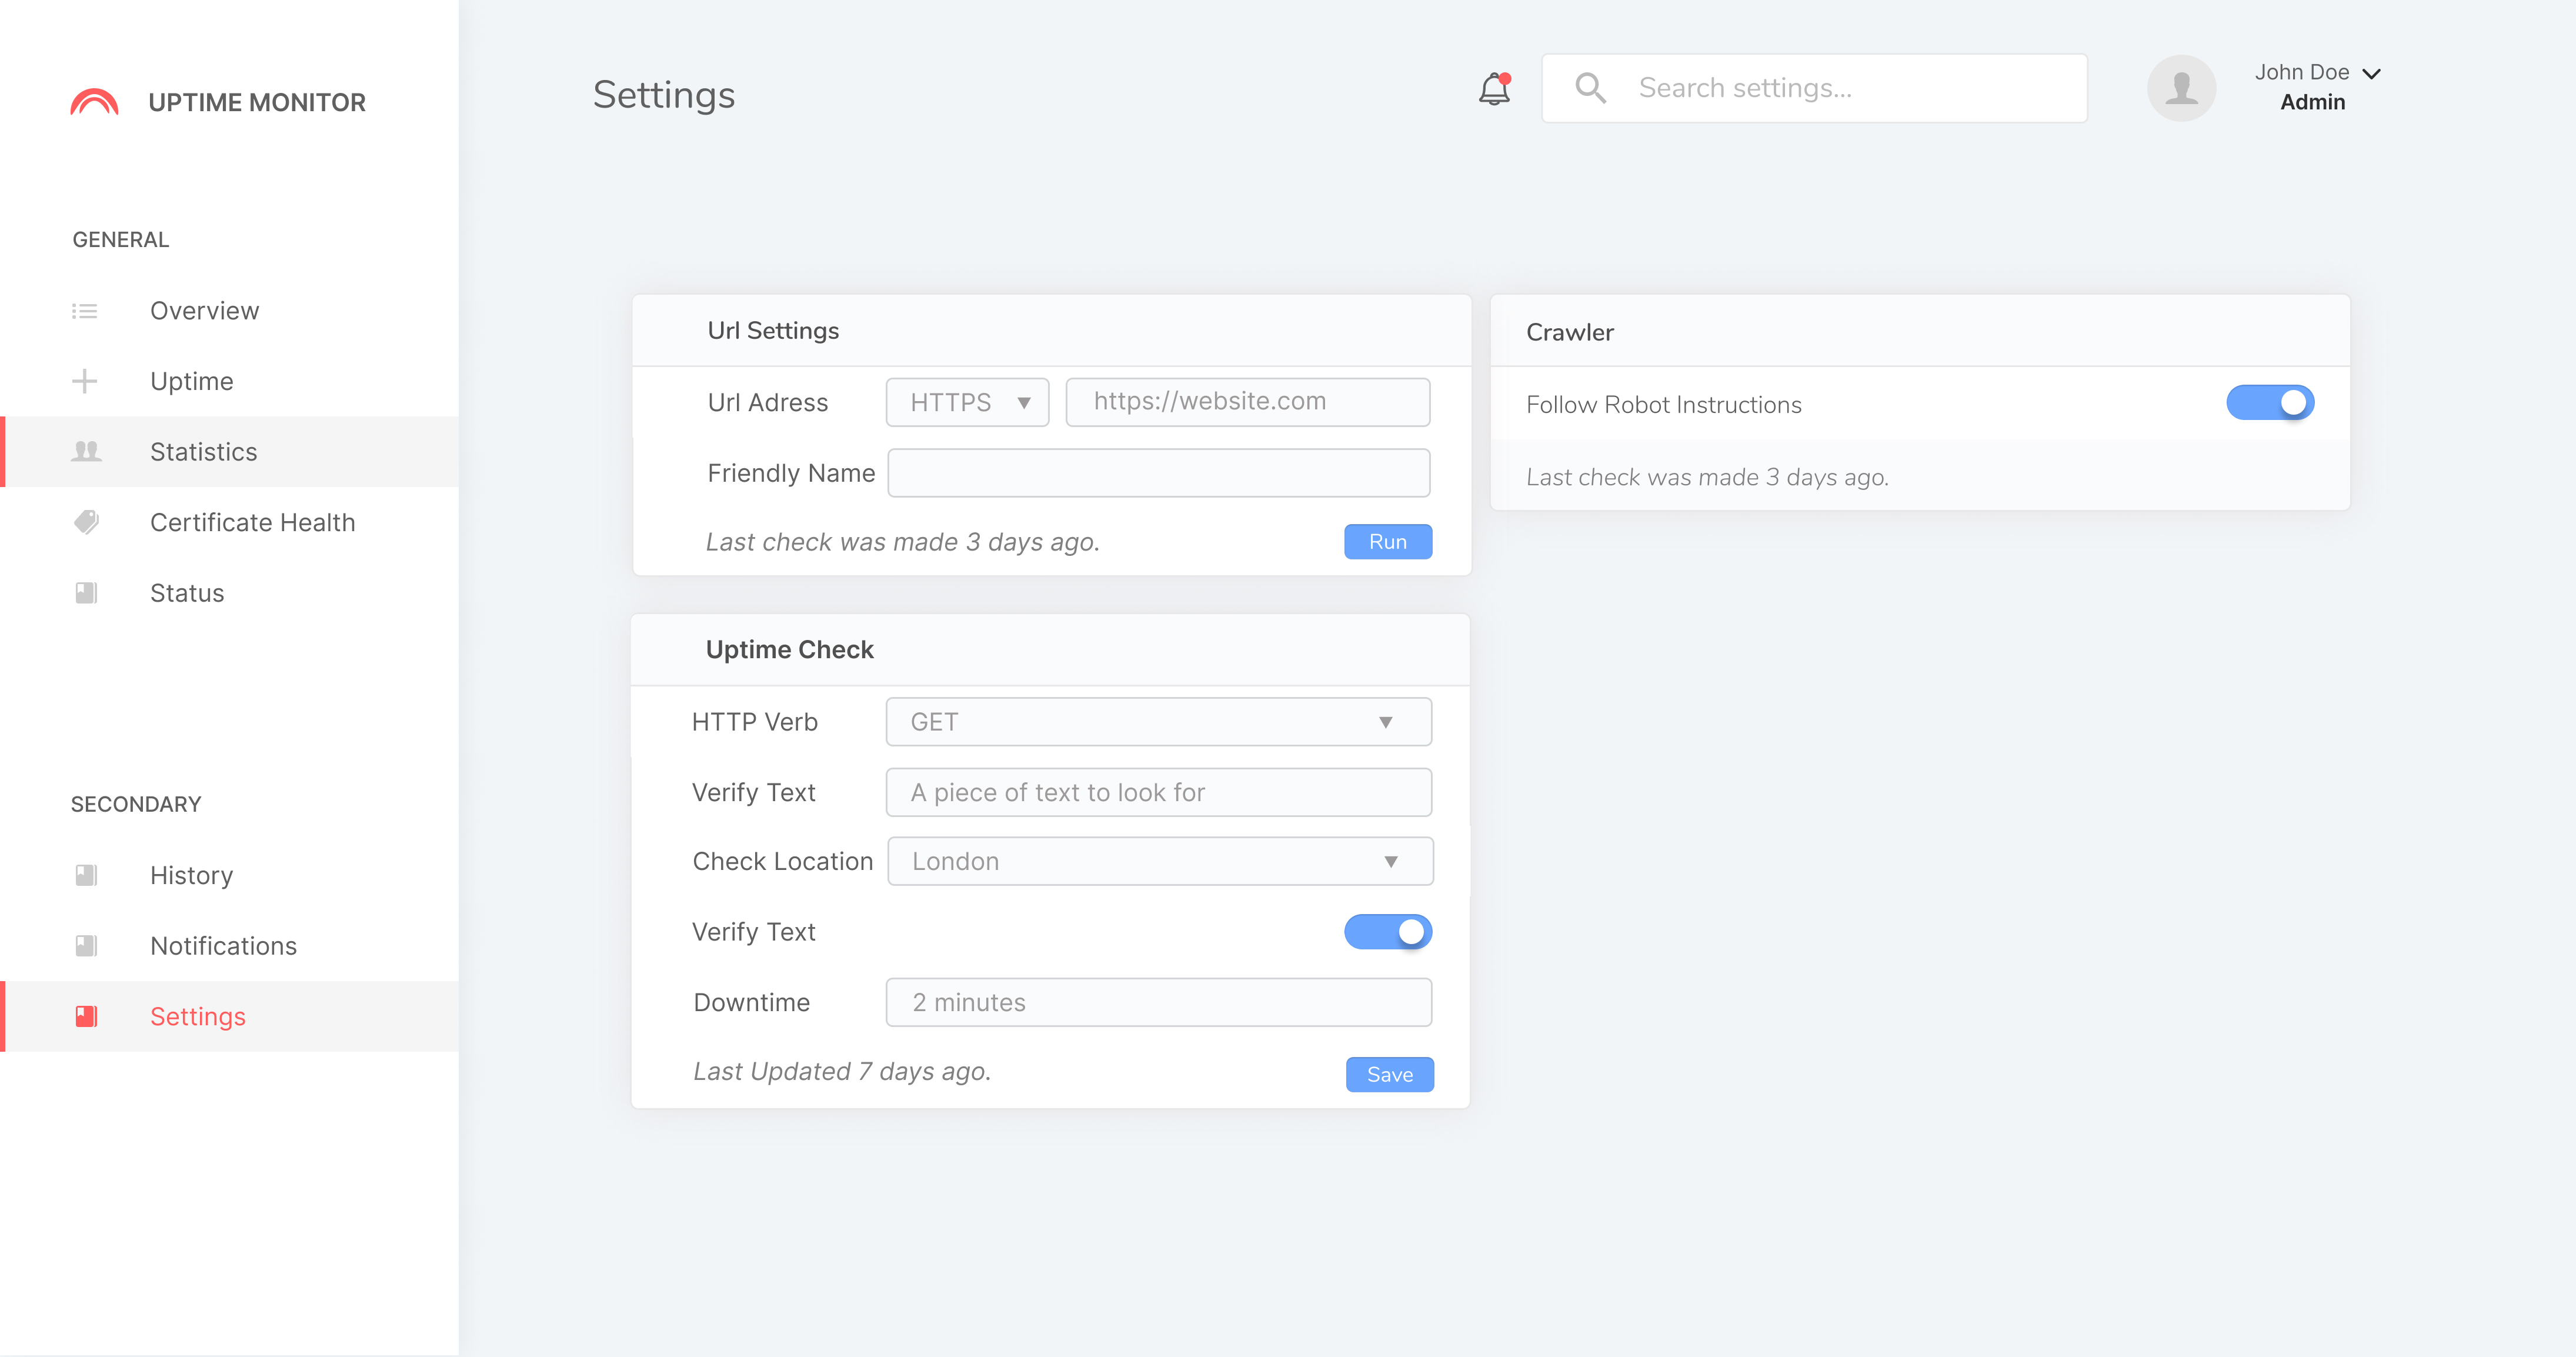 UPTIME MONITOR
GENERAL
Overview
Uptime
Statistics
Certificate Health
Status
SECONDARY
History
Notifications
Settings
Settings
Search settings...
John Doe
Admin
Url Settings
Url Adress HTTPS ▼ https://website.com
Friendly Name
Last check was made 3 days ago. Run
Crawler
Follow Robot Instructions
Last check was made 3 days ago.
Uptime Check
HTTP Verb GET ▼
Verify Text A piece of text to look for
Check Location London ▼
Verify Text
Downtime 2 minutes
Last Updated 7 days ago. Save